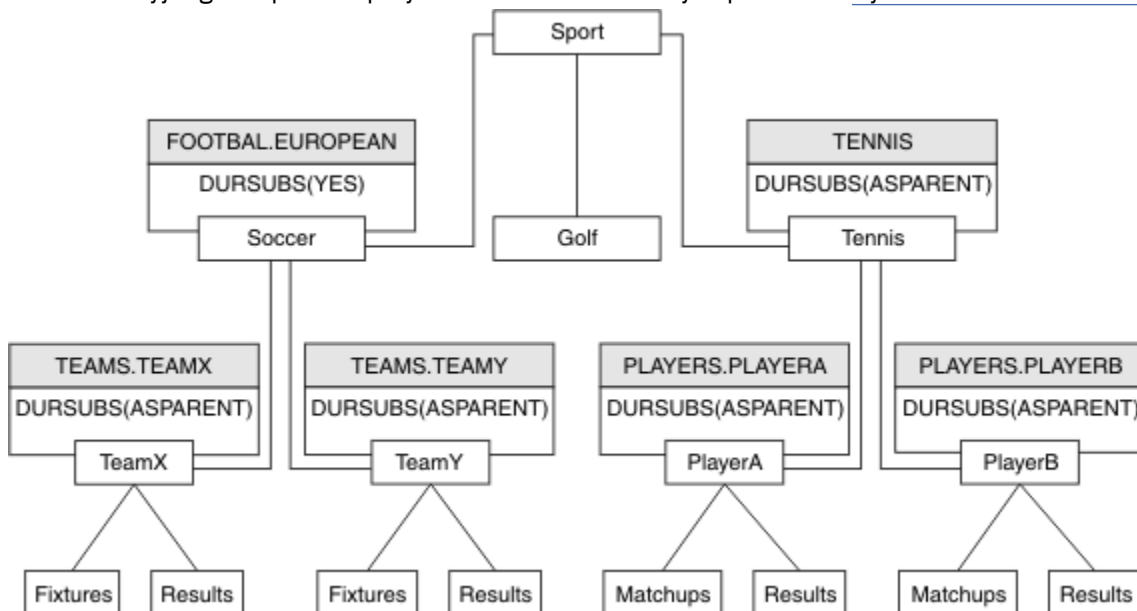 Sport
FOOTBAL.EUROPEAN
DURSUBS(YES)
Soccer
Golf
TENNIS
DURSUBS(ASPARENT)
Tennis
TEAMS.TEAMX
DURSUBS(ASPARENT)
TeamX
TEAMS.TEAMY
DURSUBS(ASPARENT)
TeamY
PLAYERS.PLAYERA
DURSUBS(ASPARENT)
PlayerA
PLAYERS.PLAYERB
DURSUBS(ASPARENT)
PlayerB
Fixtures
Results
Fixtures
Results
Matchups
Results
Matchups
Results